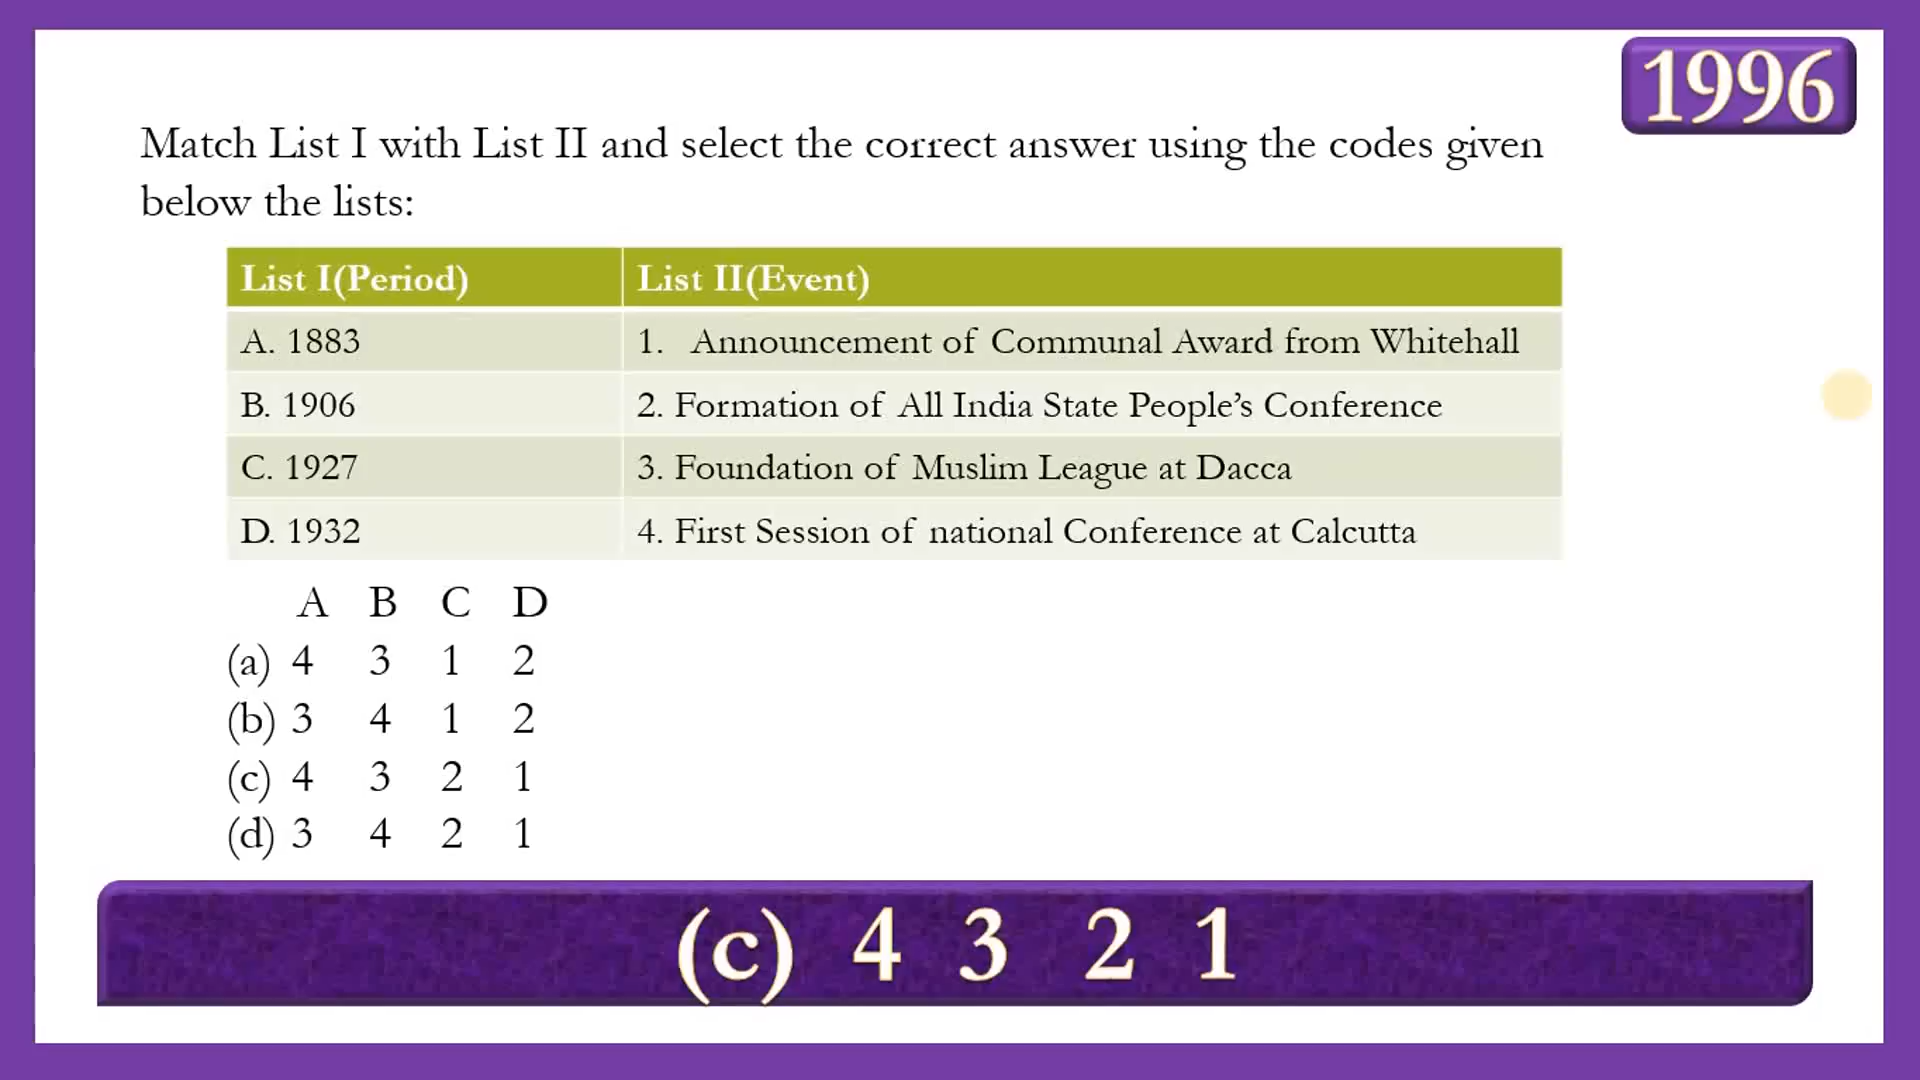 1996
Match List I with List II and select the correct answer using the codes given
below the lists:
List I(Period) List II(Event)
A. 1883 1. Announcement of Communal Award from Whitehall
B. 1906 2. Formation of All India State People’s Conference
C. 1927 3. Foundation of Muslim League at Dacca
D. 1932 4. First Session of national Conference at Calcutta
A B C D
(a) 4 3 1 2
(b) 3 4 1 2
(c) 4 3 2 1
(d) 3 4 2 1
(c) 4 3 2 1